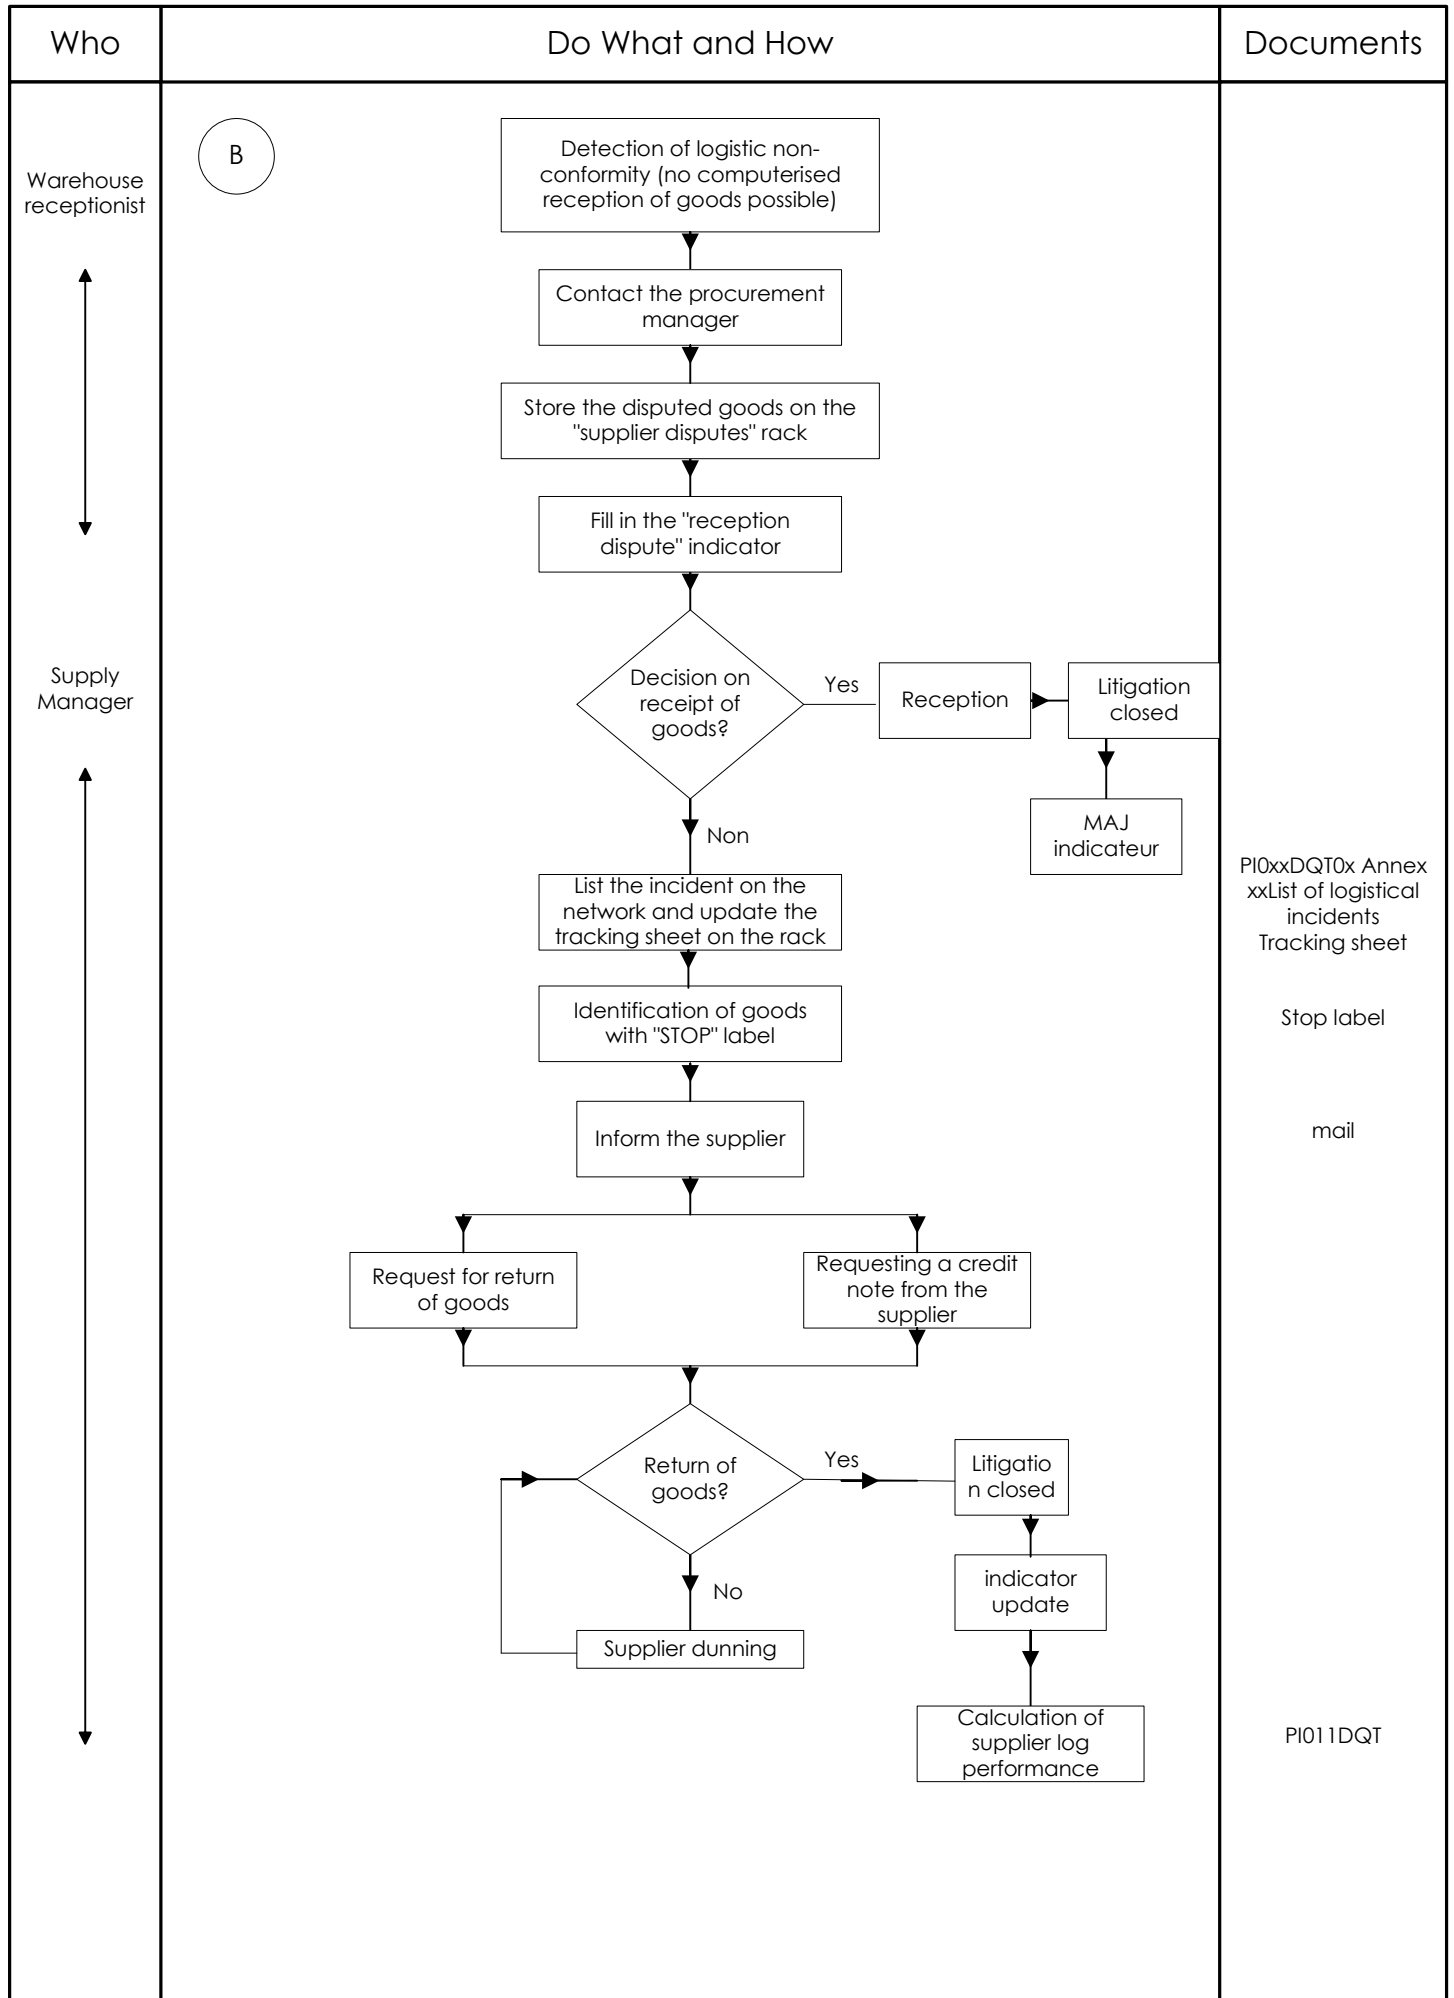 Who
Do What and How
Documents
B
Detection of logistic non-
conformity (no computerised
reception of goods possible)
Warehouse
receptionist
Contact the procurement
manager
Store the disputed goods on the
"supplier disputes" rack
Fill in the "reception
dispute" indicator
Supply
Manager
Decision on
receipt of
goods?
Yes
Reception
Litigation
closed
MAJ
indicateur
Non
PI0xxDQT0x Annex
xxList of logistical
incidents
Tracking sheet
List the incident on the
network and update the
tracking sheet on the rack
Identification of goods
with "STOP" label
Stop label
Inform the supplier
mail
Request for return
of goods
Requesting a credit
note from the
supplier
Return of
goods?
Yes
Litigatio
n closed
No
indicator
update
Supplier dunning
Calculation of
supplier log
performance
PI011DQT